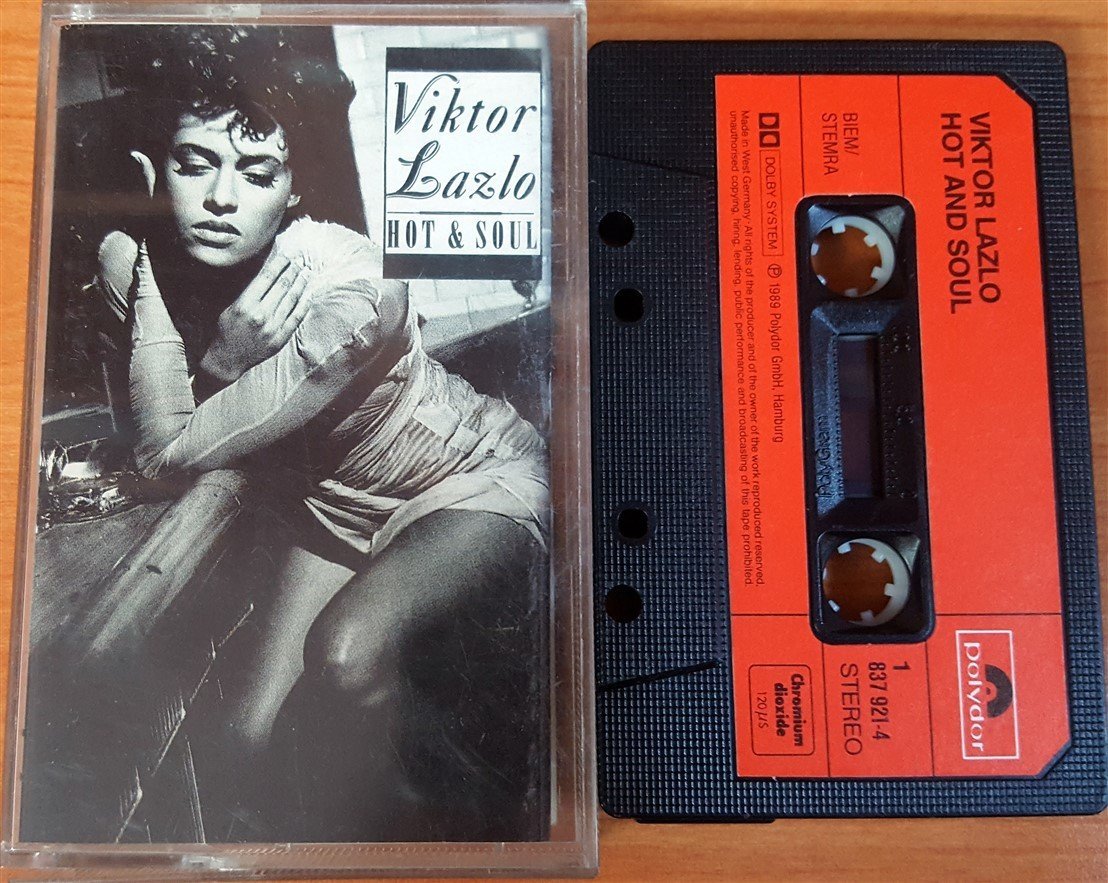 Viktor
Lazlo
HOT & SOUL
VIKTOR LAZLO
HOT AND SOUL
BIEM/
STEMRA
DOLBY SYSTEM
℗ 1989 Polydor GmbH, Hamburg
Made in West Germany · All rights of the producer and of the owner of the work reproduced reserved,
unauthorised copying, hiring, lending, public performance and broadcasting of this tape prohibited.
polydor
1
837 921-4
STEREO
Chromium
dioxide
120 µS